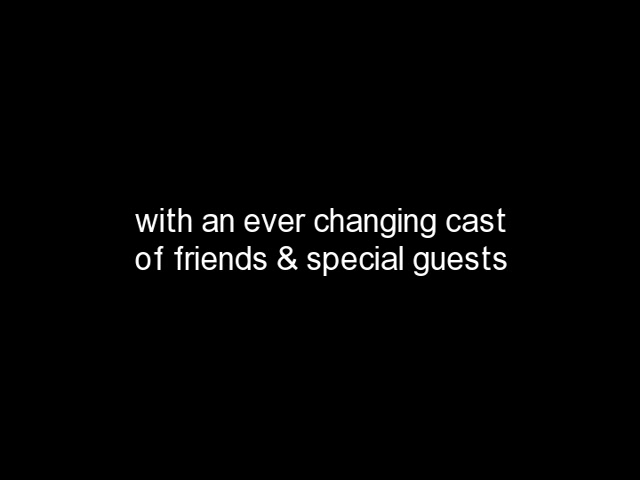 with an ever changing cast
of friends & special guests